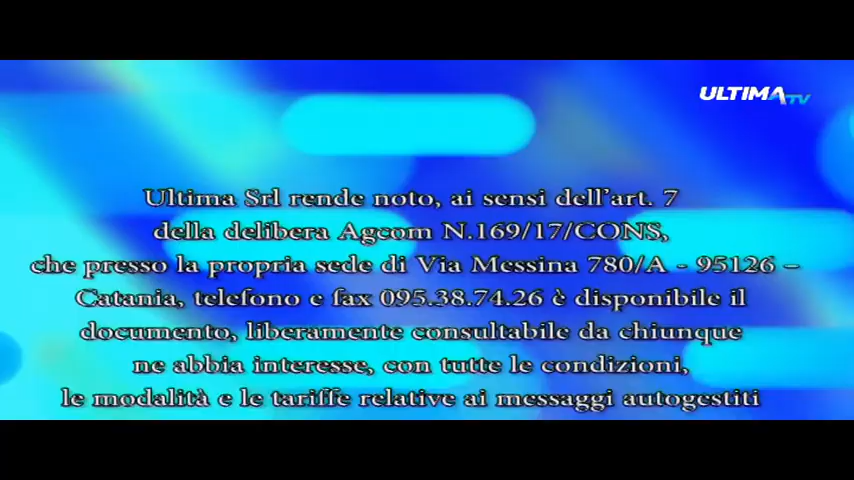 ULTIMA TV
Ultima Srl rende noto, ai sensi dell'art. 7
della delibera Agcom N.169/17/CONS,
che presso la propria sede di Via Messina 780/A - 95126 –
Catania, telefono e fax 095.38.74.26 è disponibile il
documento, liberamente consultabile da chiunque
ne abbia interesse, con tutte le condizioni,
le modalità e le tariffe relative ai messaggi autogestiti